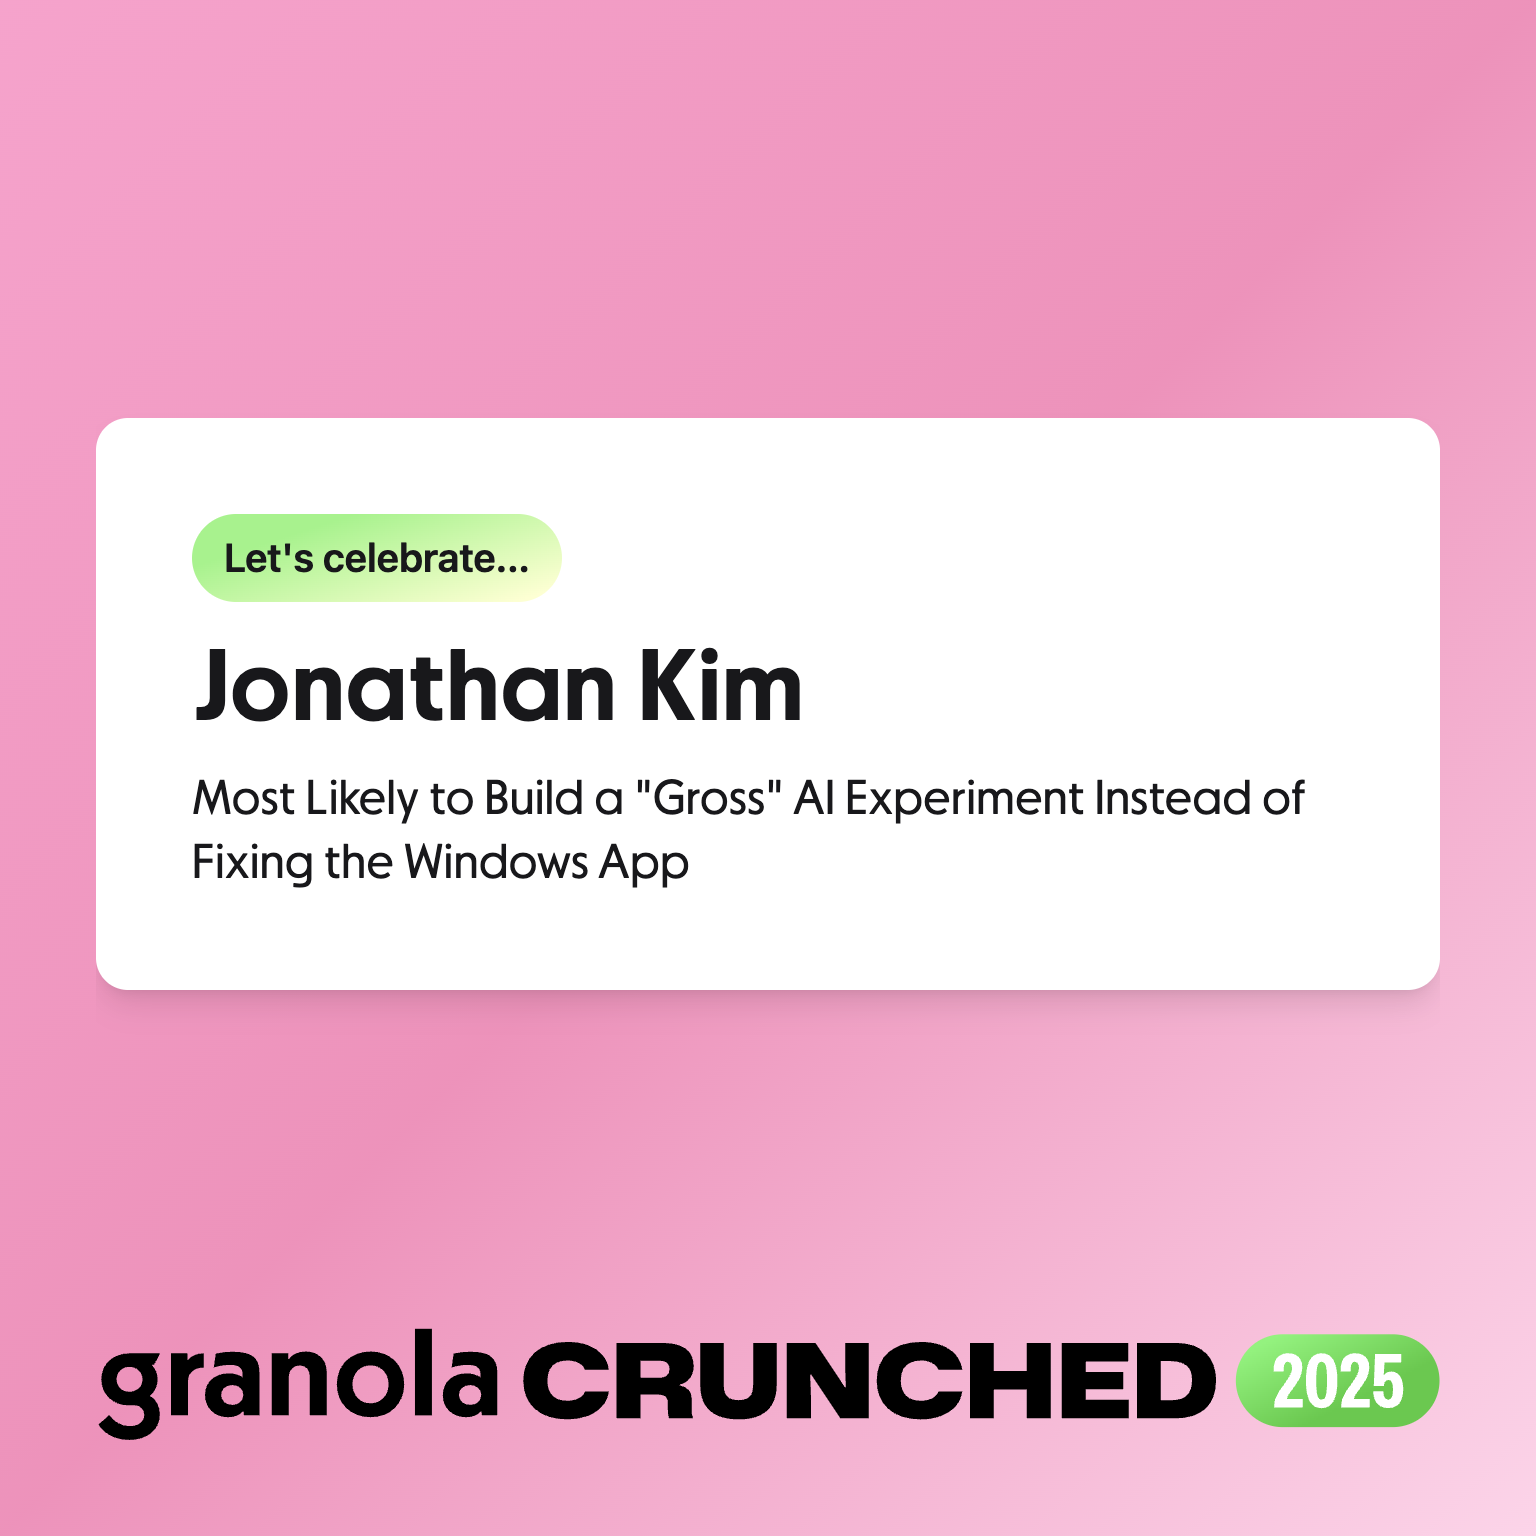 Let's celebrate...
Jonathan Kim
Most Likely to Build a "Gross" AI Experiment Instead of
Fixing the Windows App
granola CRUNCHED 2025